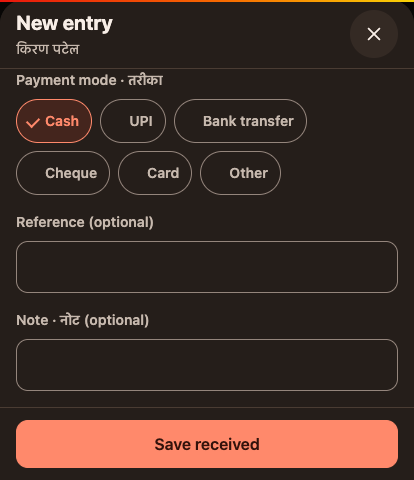 New entry
किरण पटेल
Payment mode · तरीका
Cash UPI Bank transfer
Cheque Card Other
Reference (optional)
Note · नोट (optional)
Save received